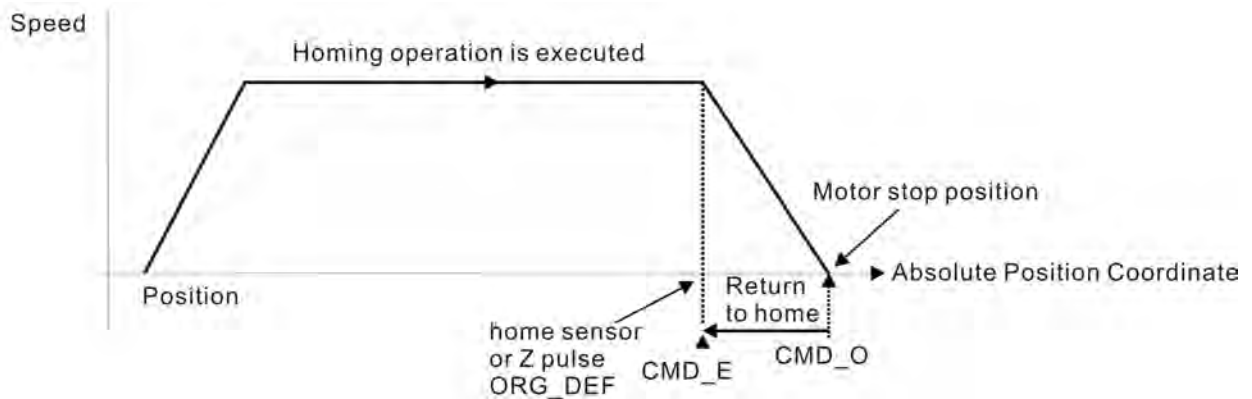 Speed
Homing operation is executed
Motor stop position
Absolute Position Coordinate
Position
Return
to home
home sensor
or Z pulse
ORG_DEF
CMD_E
CMD_O